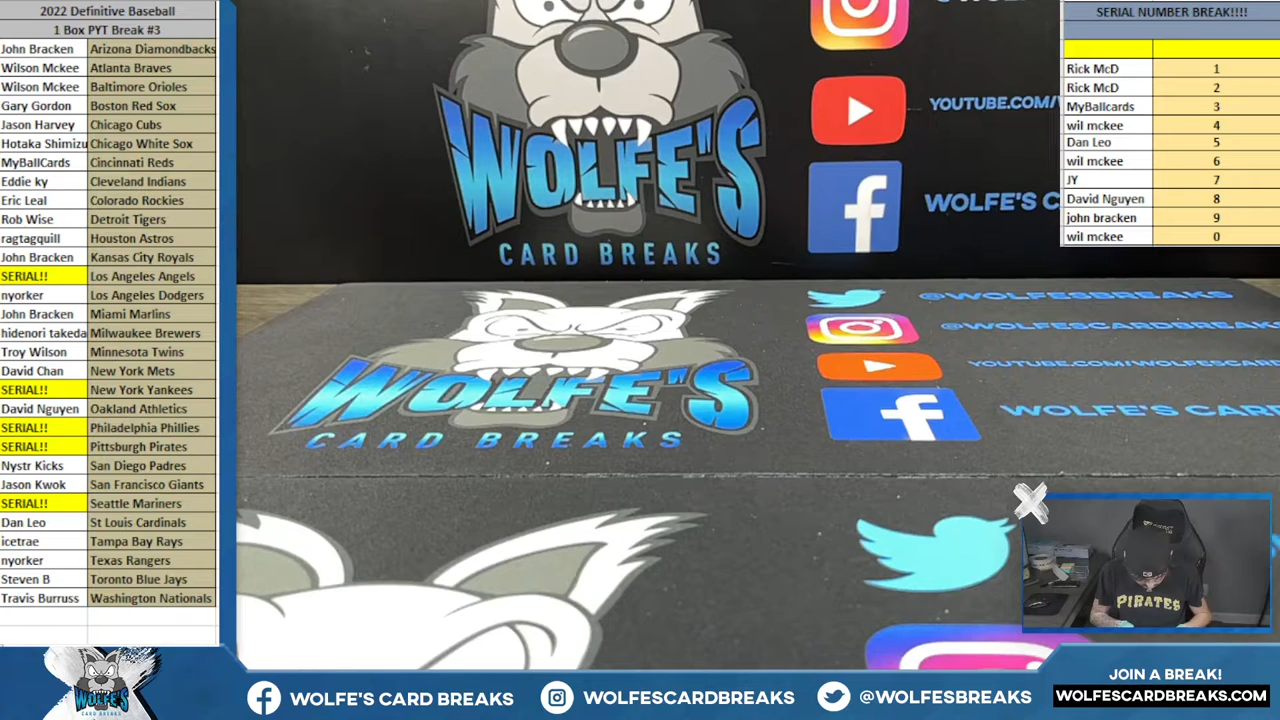 2022 Definitive Baseball
1 Box PYT Break #3
John Bracken Arizona Diamondbacks
Wilson Mckee Atlanta Braves
Wilson Mckee Baltimore Orioles
Gary Gordon Boston Red Sox
Jason Harvey Chicago Cubs
Hotaka Shimizu Chicago White Sox
MyBallCards Cincinnati Reds
Eddie ky Cleveland Indians
Eric Leal Colorado Rockies
Rob Wise Detroit Tigers
ragtagquill Houston Astros
John Bracken Kansas City Royals
SERIAL!! Los Angeles Angels
nyorker Los Angeles Dodgers
John Bracken Miami Marlins
hidenori takeda Milwaukee Brewers
Troy Wilson Minnesota Twins
David Chan New York Mets
SERIAL!! New York Yankees
David Nguyen Oakland Athletics
SERIAL!! Philadelphia Phillies
SERIAL!! Pittsburgh Pirates
Nystr Kicks San Diego Padres
Jason Kwok San Francisco Giants
SERIAL!! Seattle Mariners
Dan Leo St Louis Cardinals
icetrae Tampa Bay Rays
nyorker Texas Rangers
Steven B Toronto Blue Jays
Travis Burruss Washington Nationals
WOLFE'S
CARD BREAKS
YOUTUBE.COM/
WOLFE'S C
SERIAL NUMBER BREAK!!!!
Rick McD 1
Rick McD 2
MyBallcards 3
wil mckee 4
Dan Leo 5
wil mckee 6
JY 7
David Nguyen 8
john bracken 9
wil mckee 0
WOLFE'S
CARD BREAKS
@WOLFESBREAKS
@WOLFESCARDBREAKS
YOUTUBE.COM/WOLFESCARD
WOLFE'S CAR
PIRATES
WOLFE'S
CARD BREAKS
WOLFE'S CARD BREAKS
WOLFESCARDBREAKS
@WOLFESBREAKS
JOIN A BREAK!
WOLFESCARDBREAKS.COM